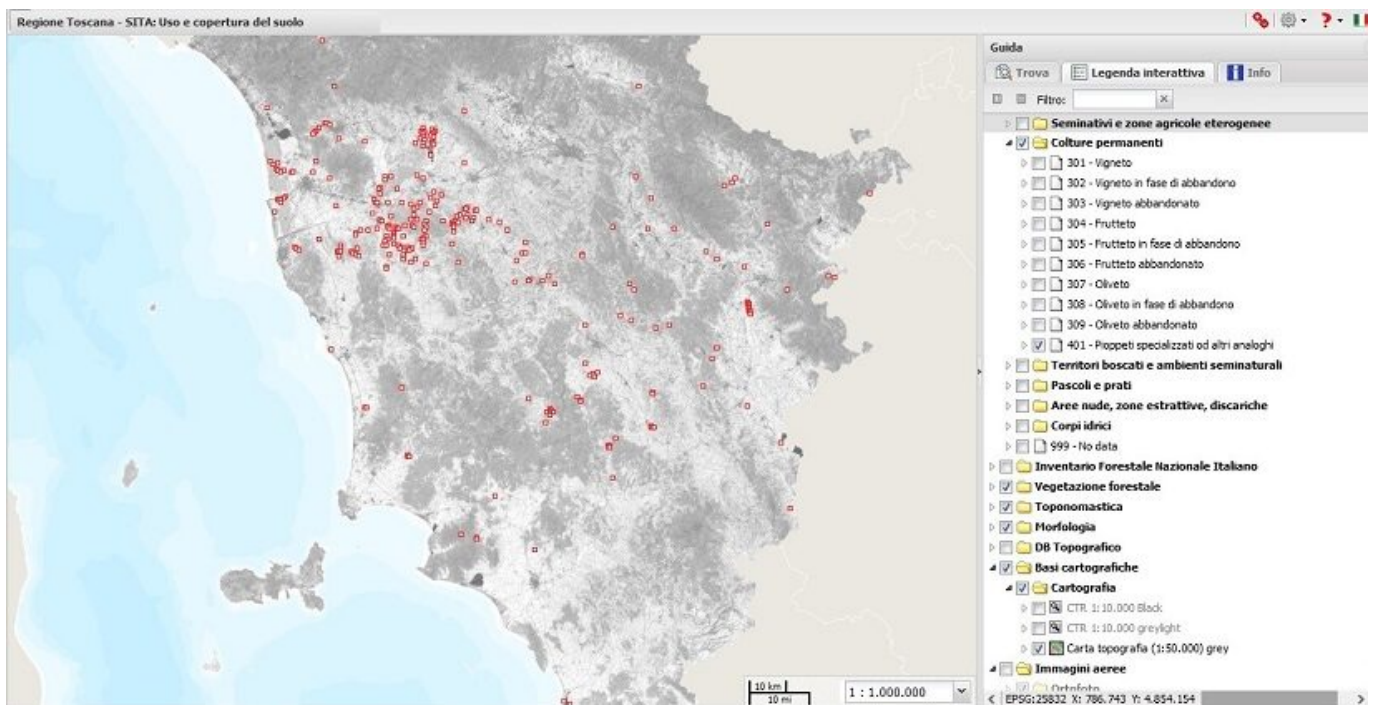 Regione Toscana - SITA: Uso e copertura del suolo
Guida
Trova Legenda interattiva Info
Filtro:
Seminativi e zone agricole eterogenee
Colture permanenti
301 - Vigneto
302 - Vigneto in fase di abbandono
303 - Vigneto abbandonato
304 - Frutteto
305 - Frutteto in fase di abbandono
306 - Frutteto abbandonato
307 - Oliveto
308 - Oliveto in fase di abbandono
309 - Oliveto abbandonato
401 - Pioppeti specializzati od altri analoghi
Territori boscati e ambienti seminaturali
Pascoli e prati
Aree nude, zone estrattive, discariche
Corpi idrici
999 - No data
Inventario Forestale Nazionale Italiano
Vegetazione forestale
Toponomastica
Morfologia
DB Topografico
Basi cartografiche
Cartografia
CTR 1:10.000 Black
CTR 1:10.000 greylight
Carta topografia (1:50.000) grey
Immagini aeree
Ortofoto
10 km
10 mi
1 : 1.000.000
EPSG:25832 X: 786.743 Y: 4.854.154